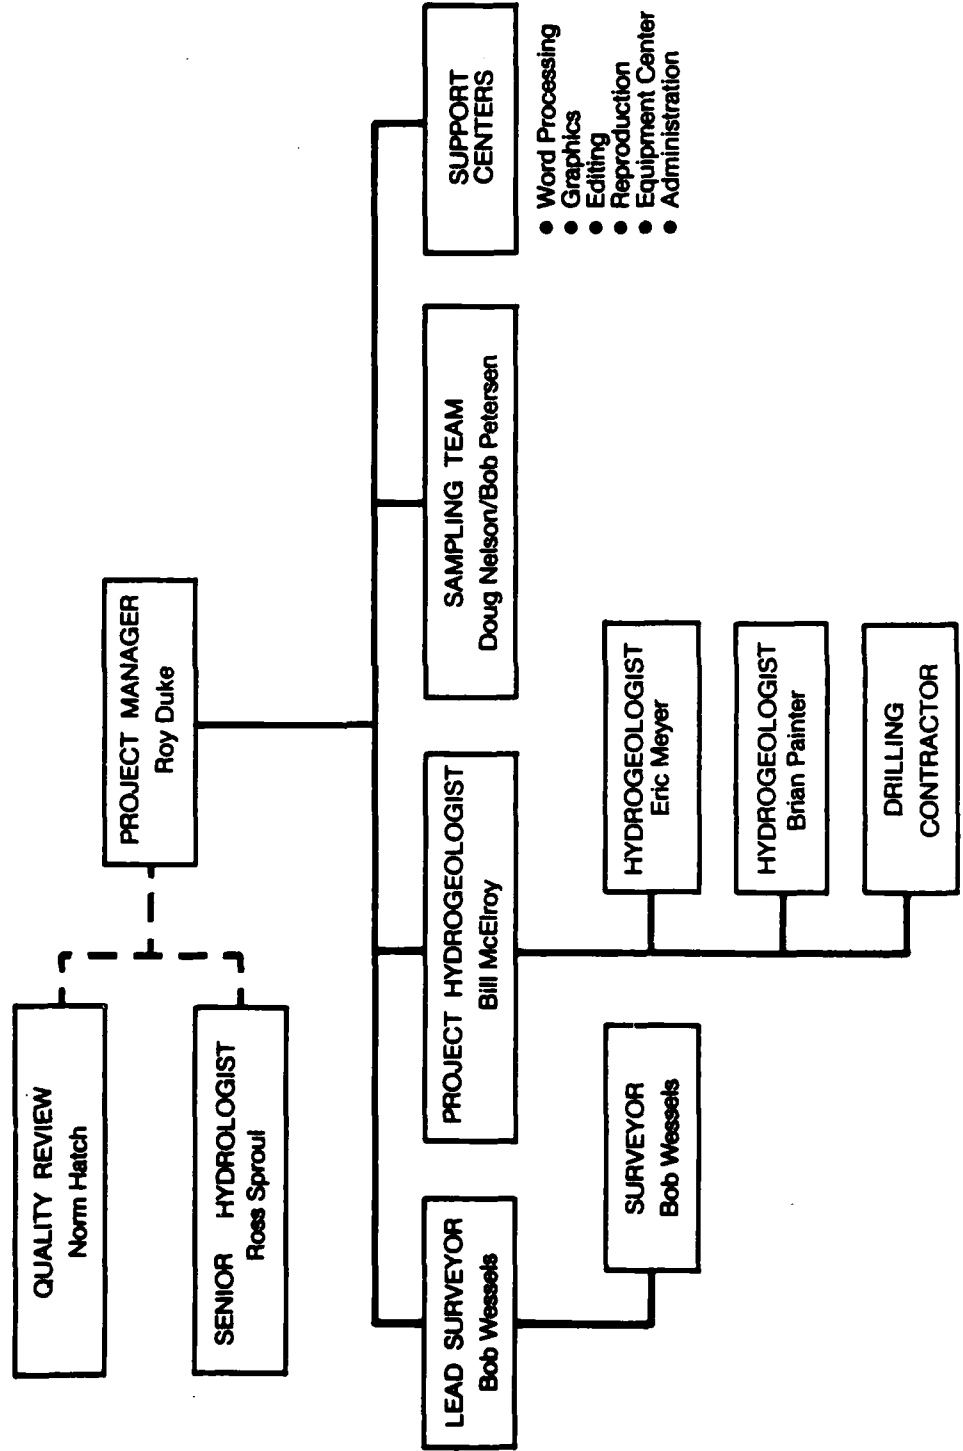 QUALITY REVIEW
Norm Hatch
SENIOR HYDROLOGIST
Ross Sproul
PROJECT MANAGER
Roy Duke
LEAD SURVEYOR
Bob Wessels
PROJECT HYDROGEOLOGIST
Bill McElroy
SAMPLING TEAM
Doug Nelson/Bob Petersen
SUPPORT
CENTERS
● Word Processing
● Graphics
● Editing
● Reproduction
● Equipment Center
● Administration
SURVEYOR
Bob Wessels
HYDROGEOLOGIST
Eric Meyer
HYDROGEOLOGIST
Brian Painter
DRILLING
CONTRACTOR